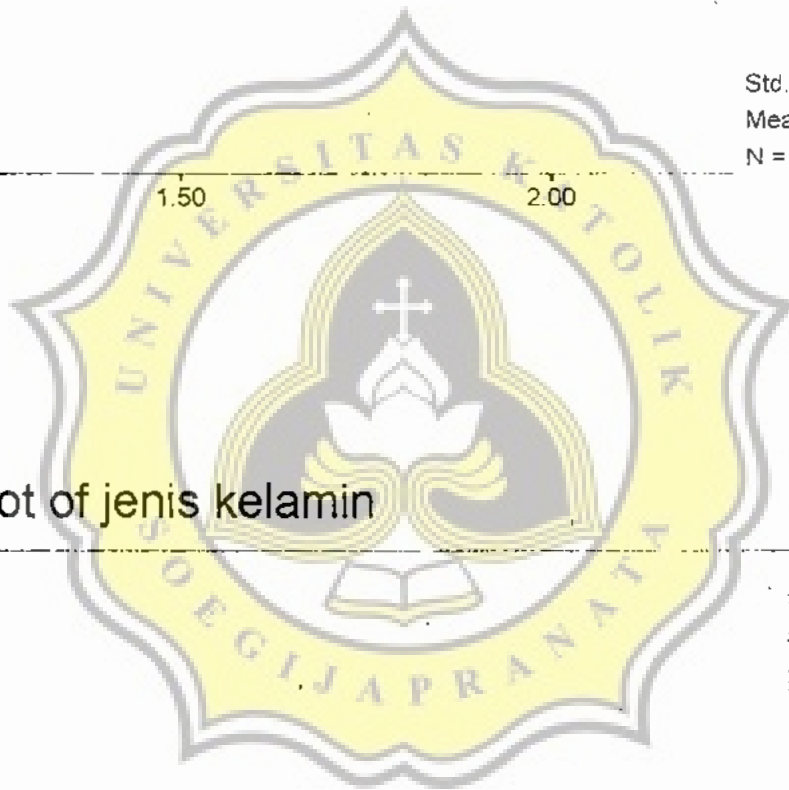 Std.
Mea
N =
1.50 2.00
UNIVERSITAS KATOLIK
ot of jenis kelamin
SOEGIJAPRANATA